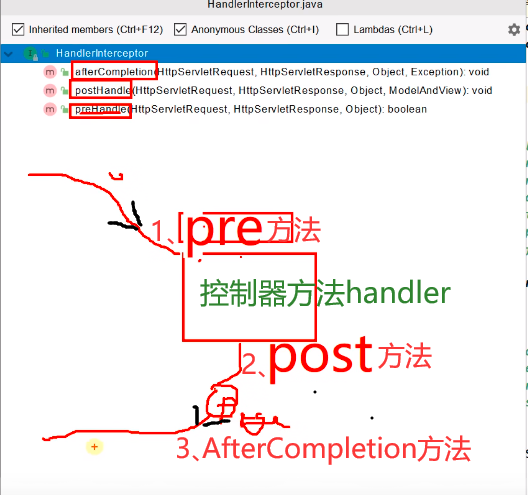 HandlerInterceptor.java
Inherited members (Ctrl+F12) Anonymous Classes (Ctrl+I) Lambdas (Ctrl+L)
HandlerInterceptor
afterCompletion(HttpServletRequest, HttpServletResponse, Object, Exception): void
postHandle(HttpServletRequest, HttpServletResponse, Object, ModelAndView): void
preHandle(HttpServletRequest, HttpServletResponse, Object): boolean
1、pre方法
控制器方法handler
2、post方法
3、AfterCompletion方法